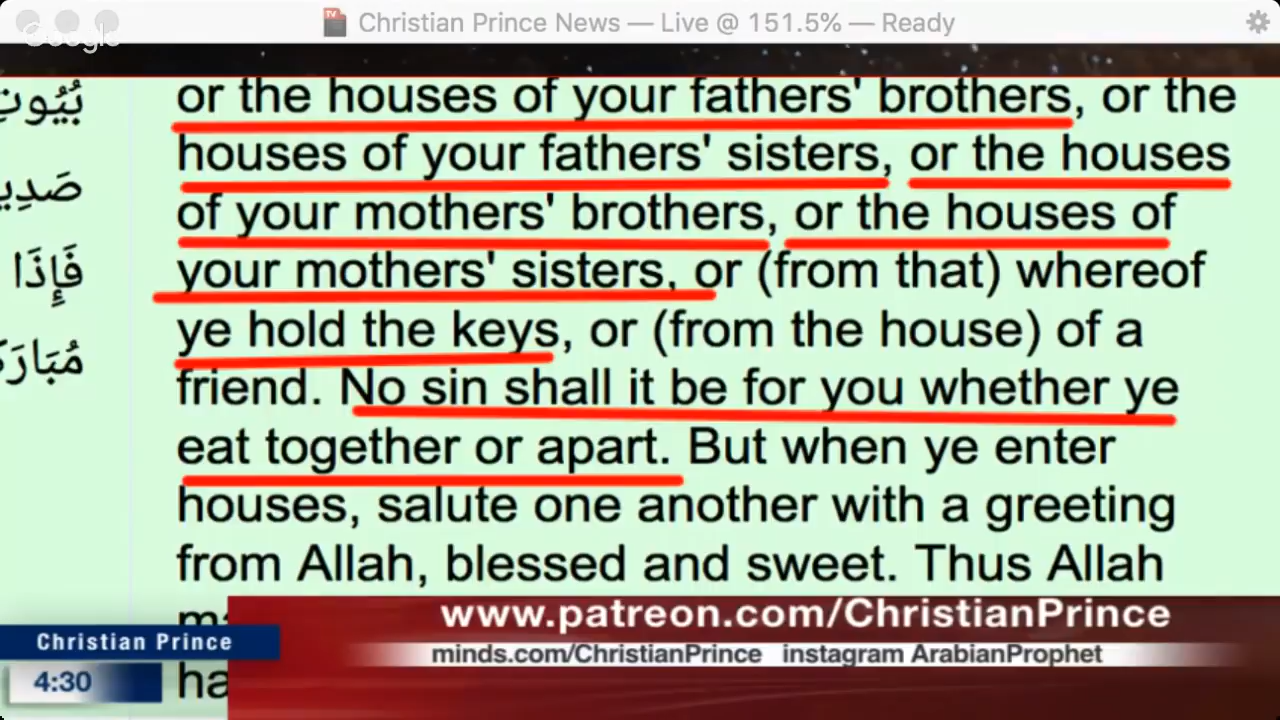 Christian Prince News — Live @ 151.5% — Ready
Google
or the houses of your fathers' brothers, or the
houses of your fathers' sisters, or the houses
of your mothers' brothers, or the houses of
your mothers' sisters, or (from that) whereof
ye hold the keys, or (from the house) of a
friend. No sin shall it be for you whether ye
eat together or apart. But when ye enter
houses, salute one another with a greeting
from Allah, blessed and sweet. Thus Allah
فَإِذَا
www.patreon.com/ChristianPrince
Christian Prince
minds.com/ChristianPrince instagram ArabianProphet
4:30